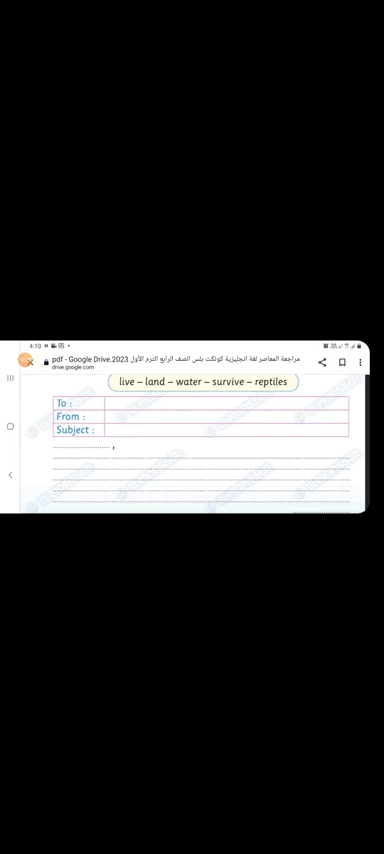 4:10
مراجعة المعاصر لغة انجليزية كونكت بلس الصف الرابع الترم الأول 2023.pdf - Google Drive
drive.google.com
live – land – water – survive – reptiles
To :
From :
Subject :
,